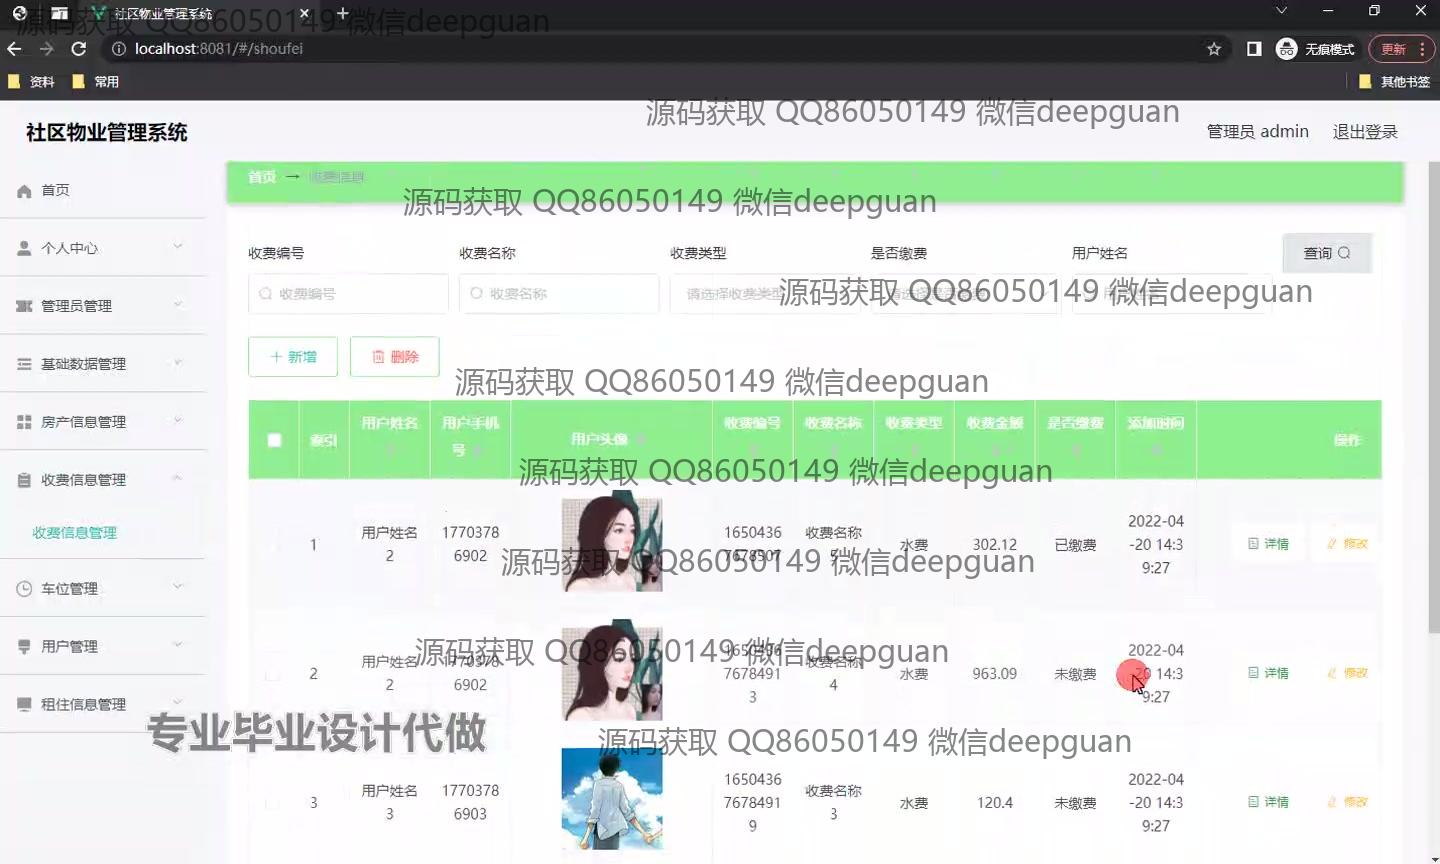 社区物业管理系统
源码获取 QQ86050149 微信deepguan
localhost:8081/#/shoufei
无痕模式
更新
资料
常用
其他书签
源码获取 QQ86050149 微信deepguan
社区物业管理系统
管理员 admin
退出登录
首页 → 收费信息
源码获取 QQ86050149 微信deepguan
首页
个人中心
管理员管理
基础数据管理
房产信息管理
收费信息管理
收费信息管理
车位管理
用户管理
租住信息管理
收费编号
收费名称
收费类型
是否缴费
用户姓名
查询
收费编号
收费名称
请选择收费类型
源码获取 QQ86050149 微信deepguan
新增
删除
源码获取 QQ86050149 微信deepguan
索引
用户姓名
用户手机号
用户头像
收费编号
收费名称
收费类型
收费金额
是否缴费
添加时间
操作
源码获取 QQ86050149 微信deepguan
1
用户姓名
2
1770378
6902
1650436
7678507
收费名称
水费
302.12
已缴费
2022-04
-20 14:3
9:27
详情
修改
源码获取 QQ86050149 微信deepguan
2
用户姓名
2
1770378
6902
1650436
7678491
3
收费名称
4
水费
963.09
未缴费
2022-04
-20 14:3
9:27
详情
修改
源码获取 QQ86050149 微信deepguan
专业毕业设计代做
源码获取 QQ86050149 微信deepguan
3
用户姓名
3
1770378
6903
1650436
7678491
9
收费名称
3
水费
120.4
未缴费
2022-04
-20 14:3
9:27
详情
修改